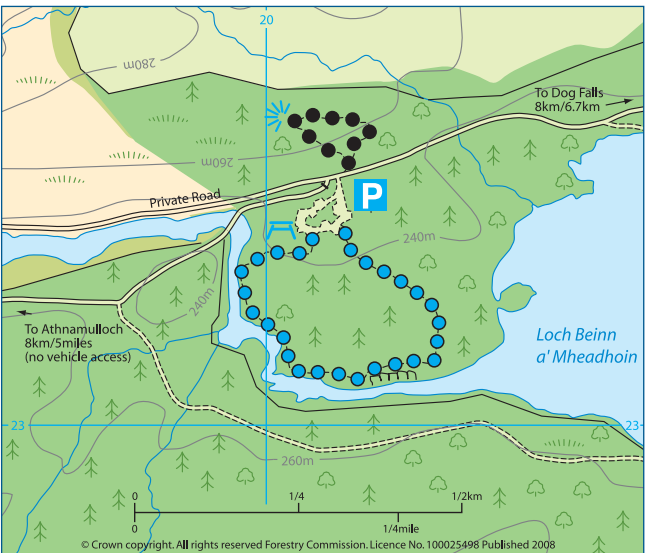 20
280m
To Dog Falls
8km/6.7km
260m
Private Road
P
240m
240m
To Athnamulloch
8km/5miles
(no vehicle access)
Loch Beinn
a' Mheadhoin
23
23
260m
0 1/4 1/2km
0 1/4mile
© Crown copyright. All rights reserved Forestry Commission. Licence No. 100025498 Published 2008